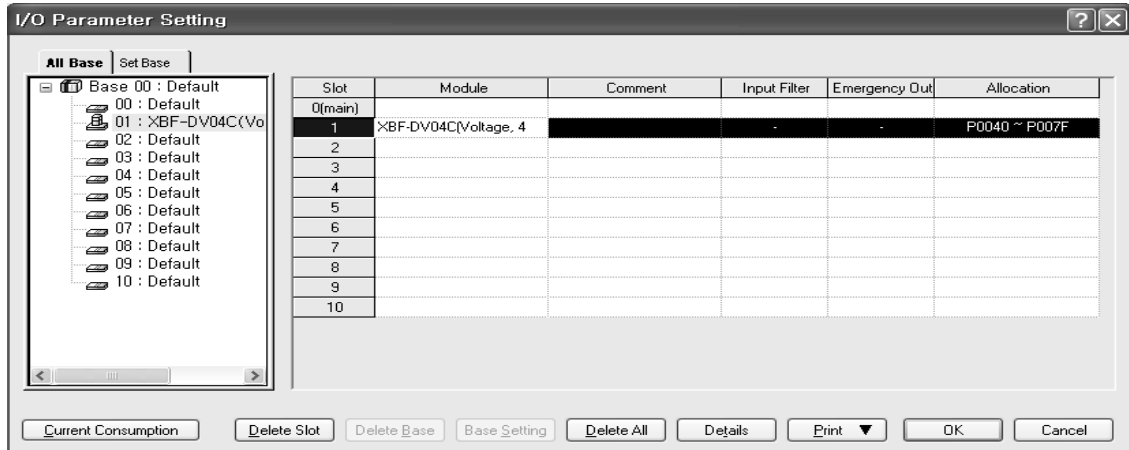 I/O Parameter Setting
All Base Set Base
Base 00 : Default
00 : Default
01 : XBF-DV04C(Vo
02 : Default
03 : Default
04 : Default
05 : Default
06 : Default
07 : Default
08 : Default
09 : Default
10 : Default
Slot Module Comment Input Filter Emergency Out Allocation
0(main)
1 XBF-DV04C(Voltage, 4 - - P0040 ~ P007F
2
3
4
5
6
7
8
9
10
Current Consumption Delete Slot Delete Base Base Setting Delete All Details Print ▼ OK Cancel